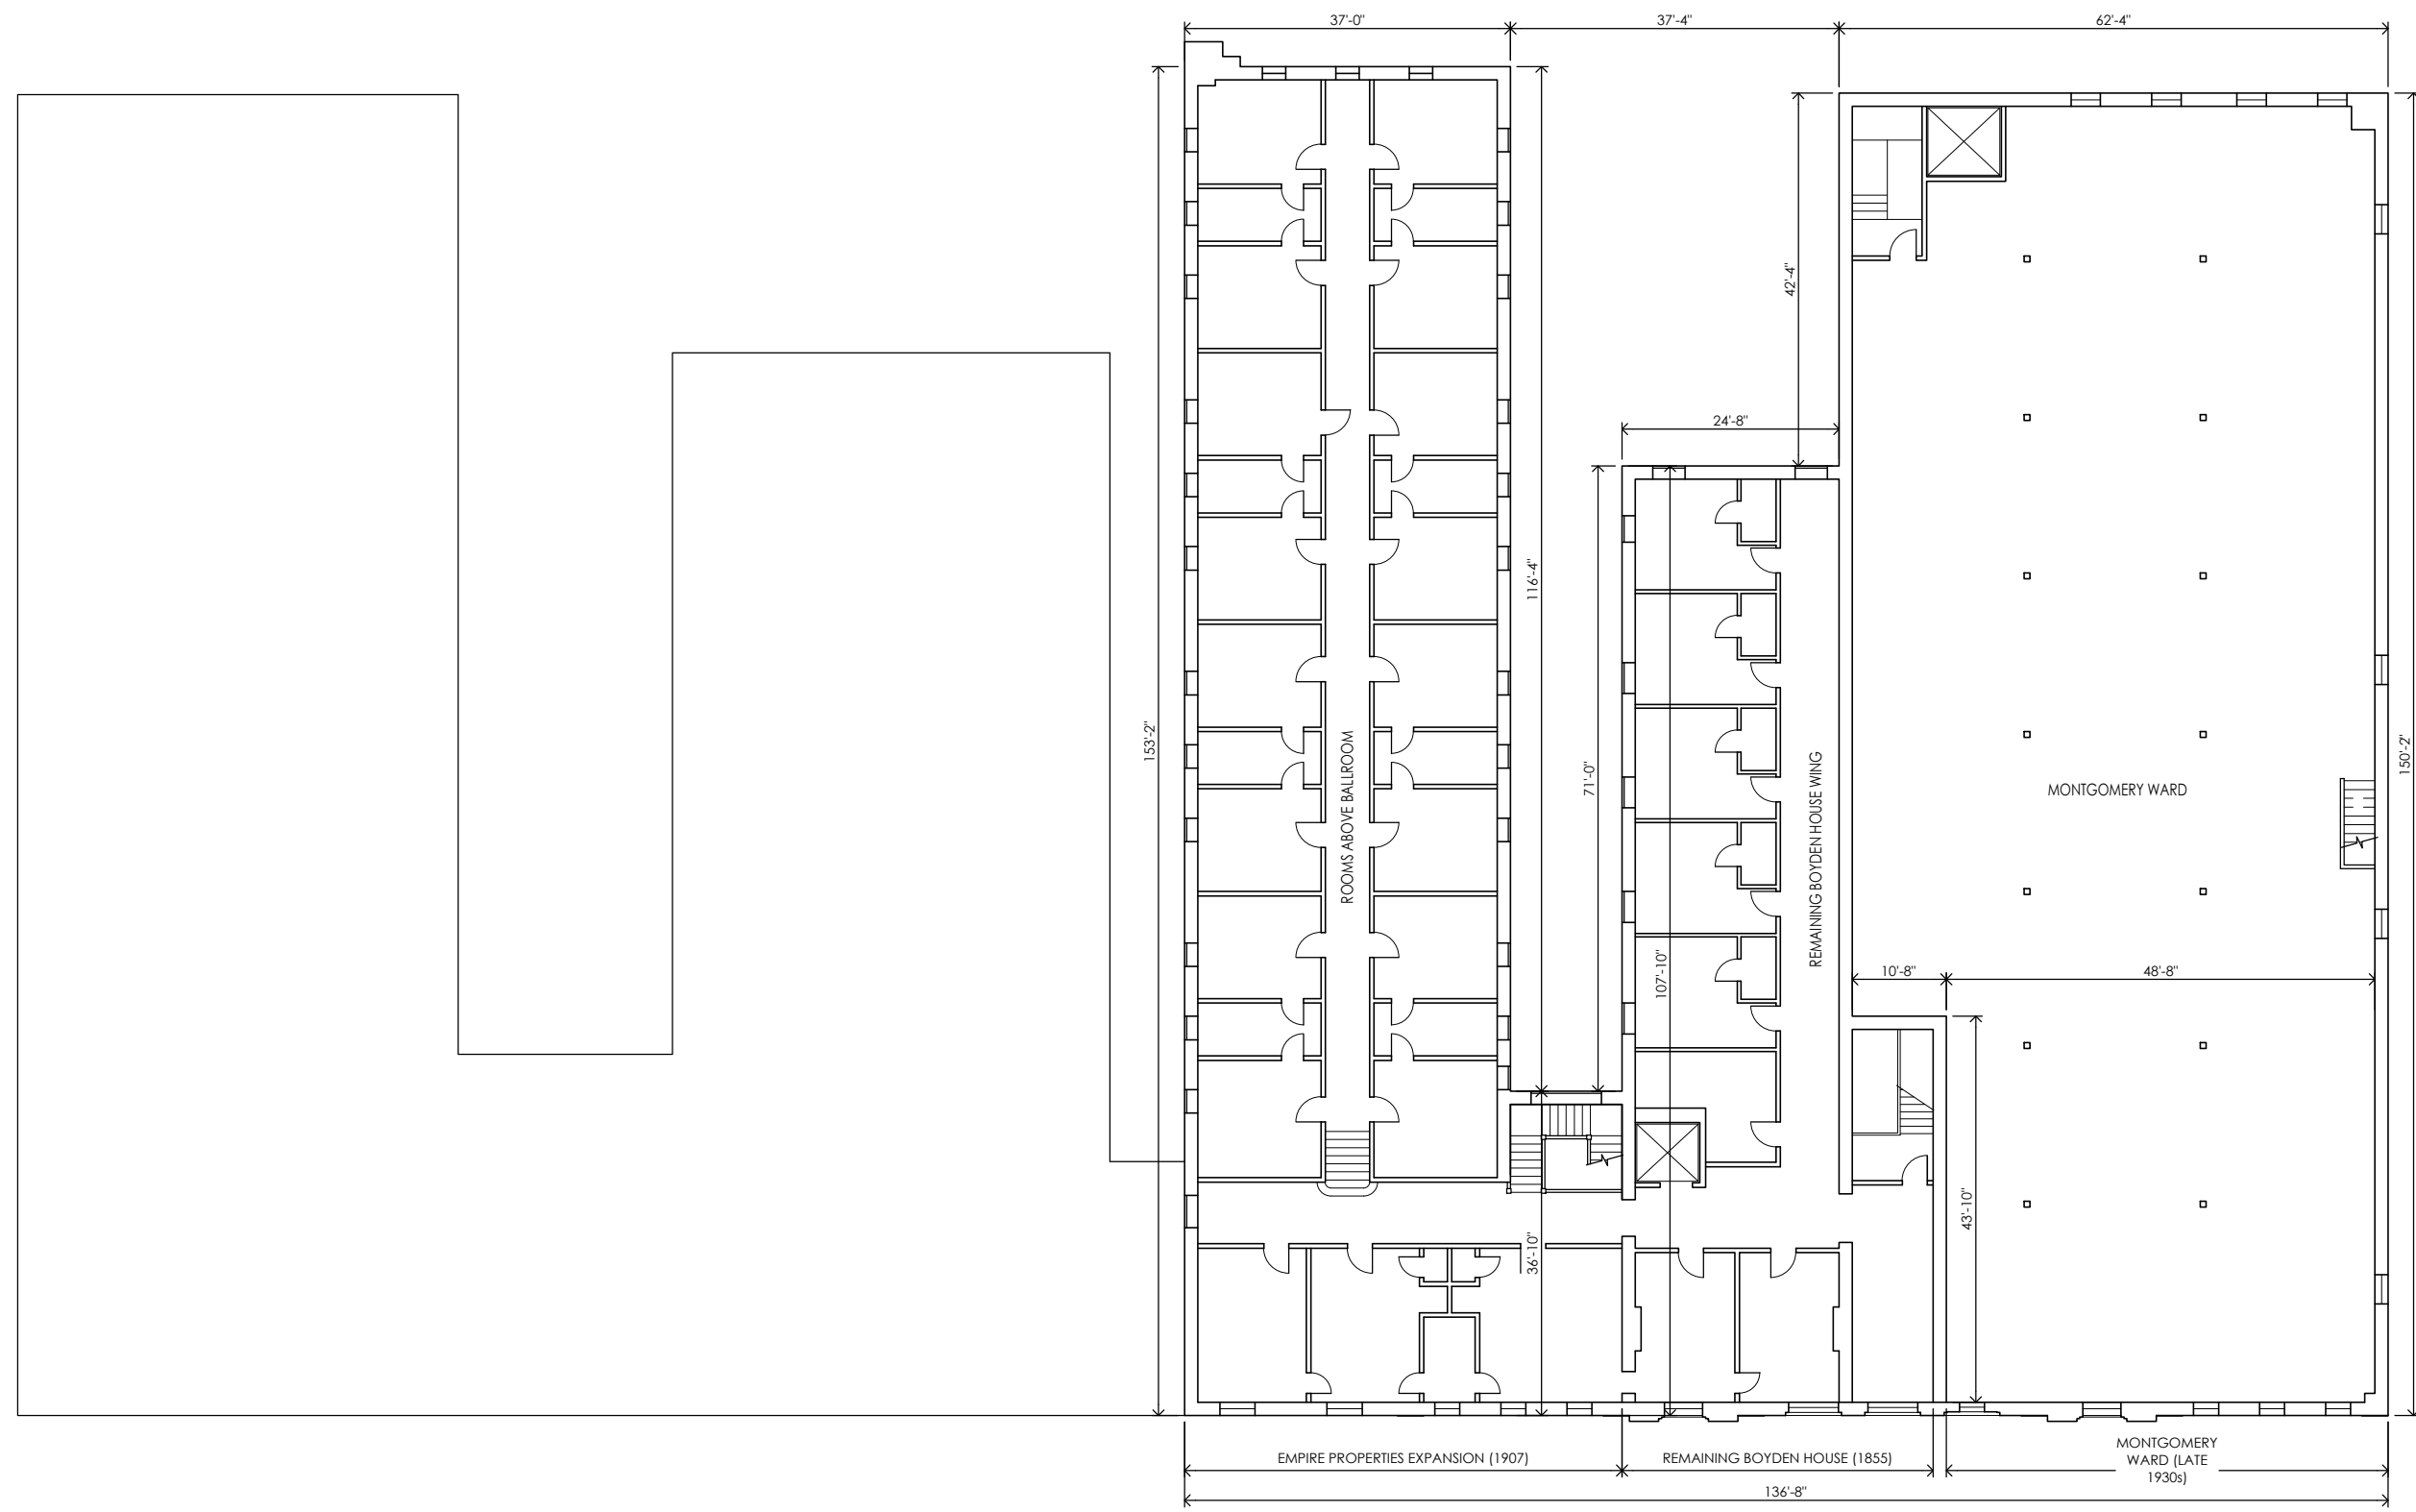 37'-0"
37'-4"
62'-4"
42'-4"
24'-8"
116'-4"
153'-2"
ROOMS ABOVE BALLROOM
71'-0"
REMAINING BOYDEN HOUSE WING
107'-10"
MONTGOMERY WARD
150'-2"
10'-8"
48'-8"
43'-10"
36'-10"
EMPIRE PROPERTIES EXPANSION (1907)
REMAINING BOYDEN HOUSE (1855)
MONTGOMERY
WARD (LATE
1930s)
136'-8"